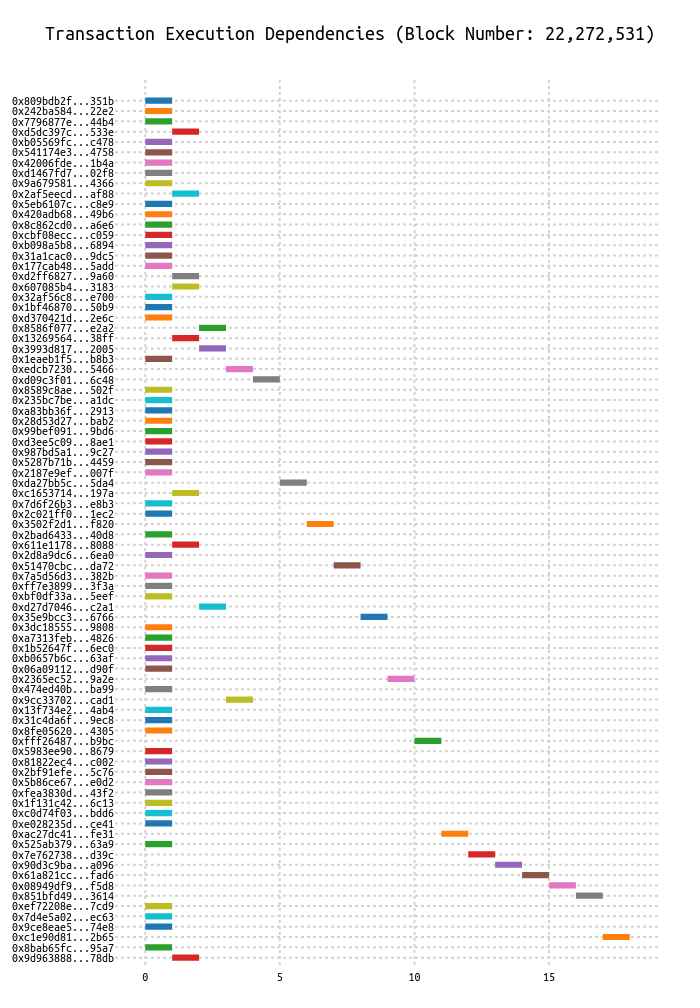 Transaction Execution Dependencies (Block Number: 22,272,531)
0x809bdb2f...351b
0x242ba584...22e2
0x7796877e...44b4
0xd5dc397c...533e
0xb05569fc...c478
0x541174e3...4758
0x42006fde...1b4a
0xd1467fd7...02f8
0x9a679581...4366
0x2af5eecd...af88
0x5eb6107c...c8e9
0x420adb68...49b6
0x8c862cd0...a6e6
0xcbf08ecc...c059
0xb098a5b8...6894
0x31a1cac0...9dc5
0x177cab48...5add
0xd2ff6827...9a60
0x607085b4...3183
0x32af56c8...e700
0x1bf46870...50b9
0xd370421d...2e6c
0x8586f077...e2a2
0x13269564...38ff
0x3993d817...2005
0x1eaeb1f5...b8b3
0xedcb7230...5466
0xd09c3f01...6c48
0x8589c8ae...502f
0x235bc7be...a1dc
0xa83bb36f...2913
0x28d53d27...bab2
0x99bef091...9bd6
0xd3ee5c09...8ae1
0x987bd5a1...9c27
0x5287b71b...4459
0x2187e9ef...007f
0xda27bb5c...5da4
0xc1653714...197a
0x7d6f26b3...e8b3
0x2c021ff0...1ec2
0x3502f2d1...f820
0x2bad6433...40d8
0x611e1178...8088
0x2d8a9dc6...6ea0
0x51470cbc...da72
0x7a5d56d3...382b
0xff7e3899...3f3a
0xbf0df33a...5eef
0xd27d7046...c2a1
0x35e9bcc3...6766
0x3dc18555...9808
0xa7313feb...4826
0x1b52647f...6ec0
0xb0657b6c...63af
0x06a09112...d90f
0x2365ec52...9a2e
0x474ed40b...ba99
0x9cc33702...cad1
0x13f734e2...4ab4
0x31c4da6f...9ec8
0x8fe05620...4305
0xfff26487...b9bc
0x5983ee90...8679
0x81822ec4...c002
0x2bf91efe...5c76
0x5b86ce67...e0d2
0xfea3830d...43f2
0x1f131c42...6c13
0xc0d74f03...bdd6
0xe028235d...ce41
0xac27dc41...fe31
0x525ab379...63a9
0x7e762738...d39c
0x90d3c9ba...a096
0x61a821cc...fad6
0x08949df9...f5d8
0x851bfd49...3614
0xef72208e...7cd9
0x7d4e5a02...ec63
0x9ce8eae5...74e8
0xc1e90d81...2b65
0x8bab65fc...95a7
0x9d963888...78db
0 5 10 15